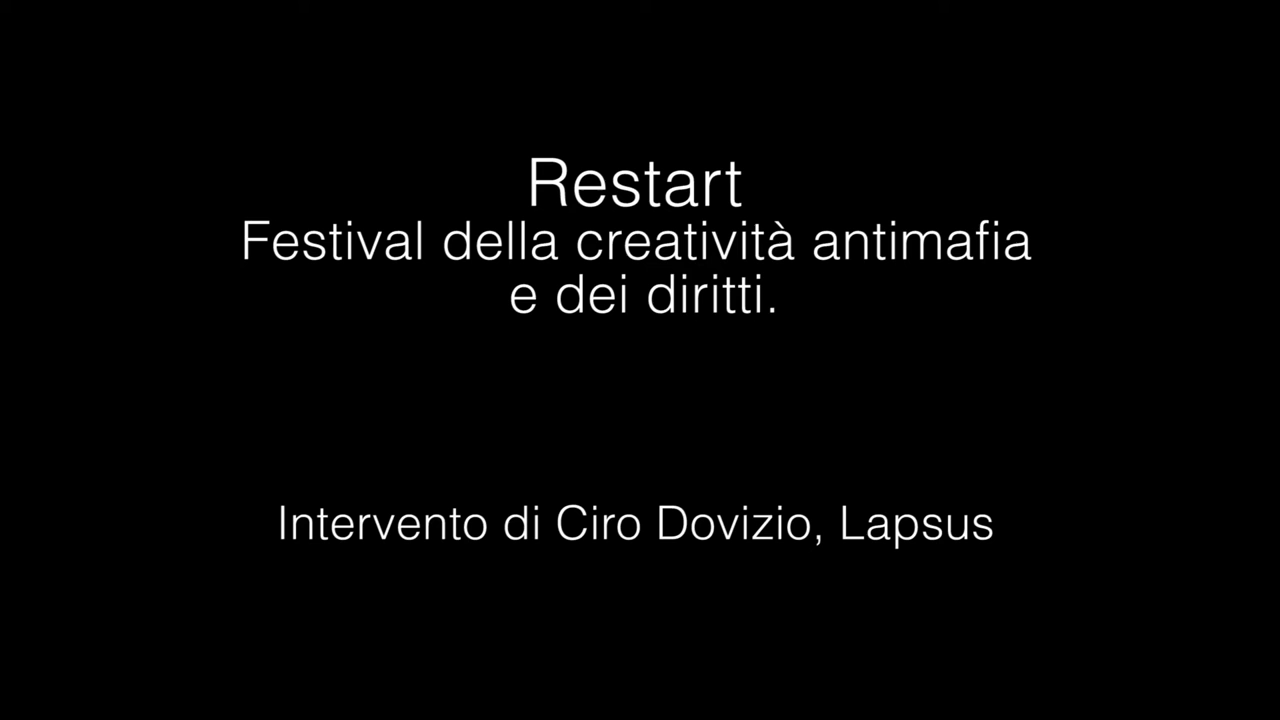 Restart
Festival della creatività antimafia
e dei diritti.
Intervento di Ciro Dovizio, Lapsus